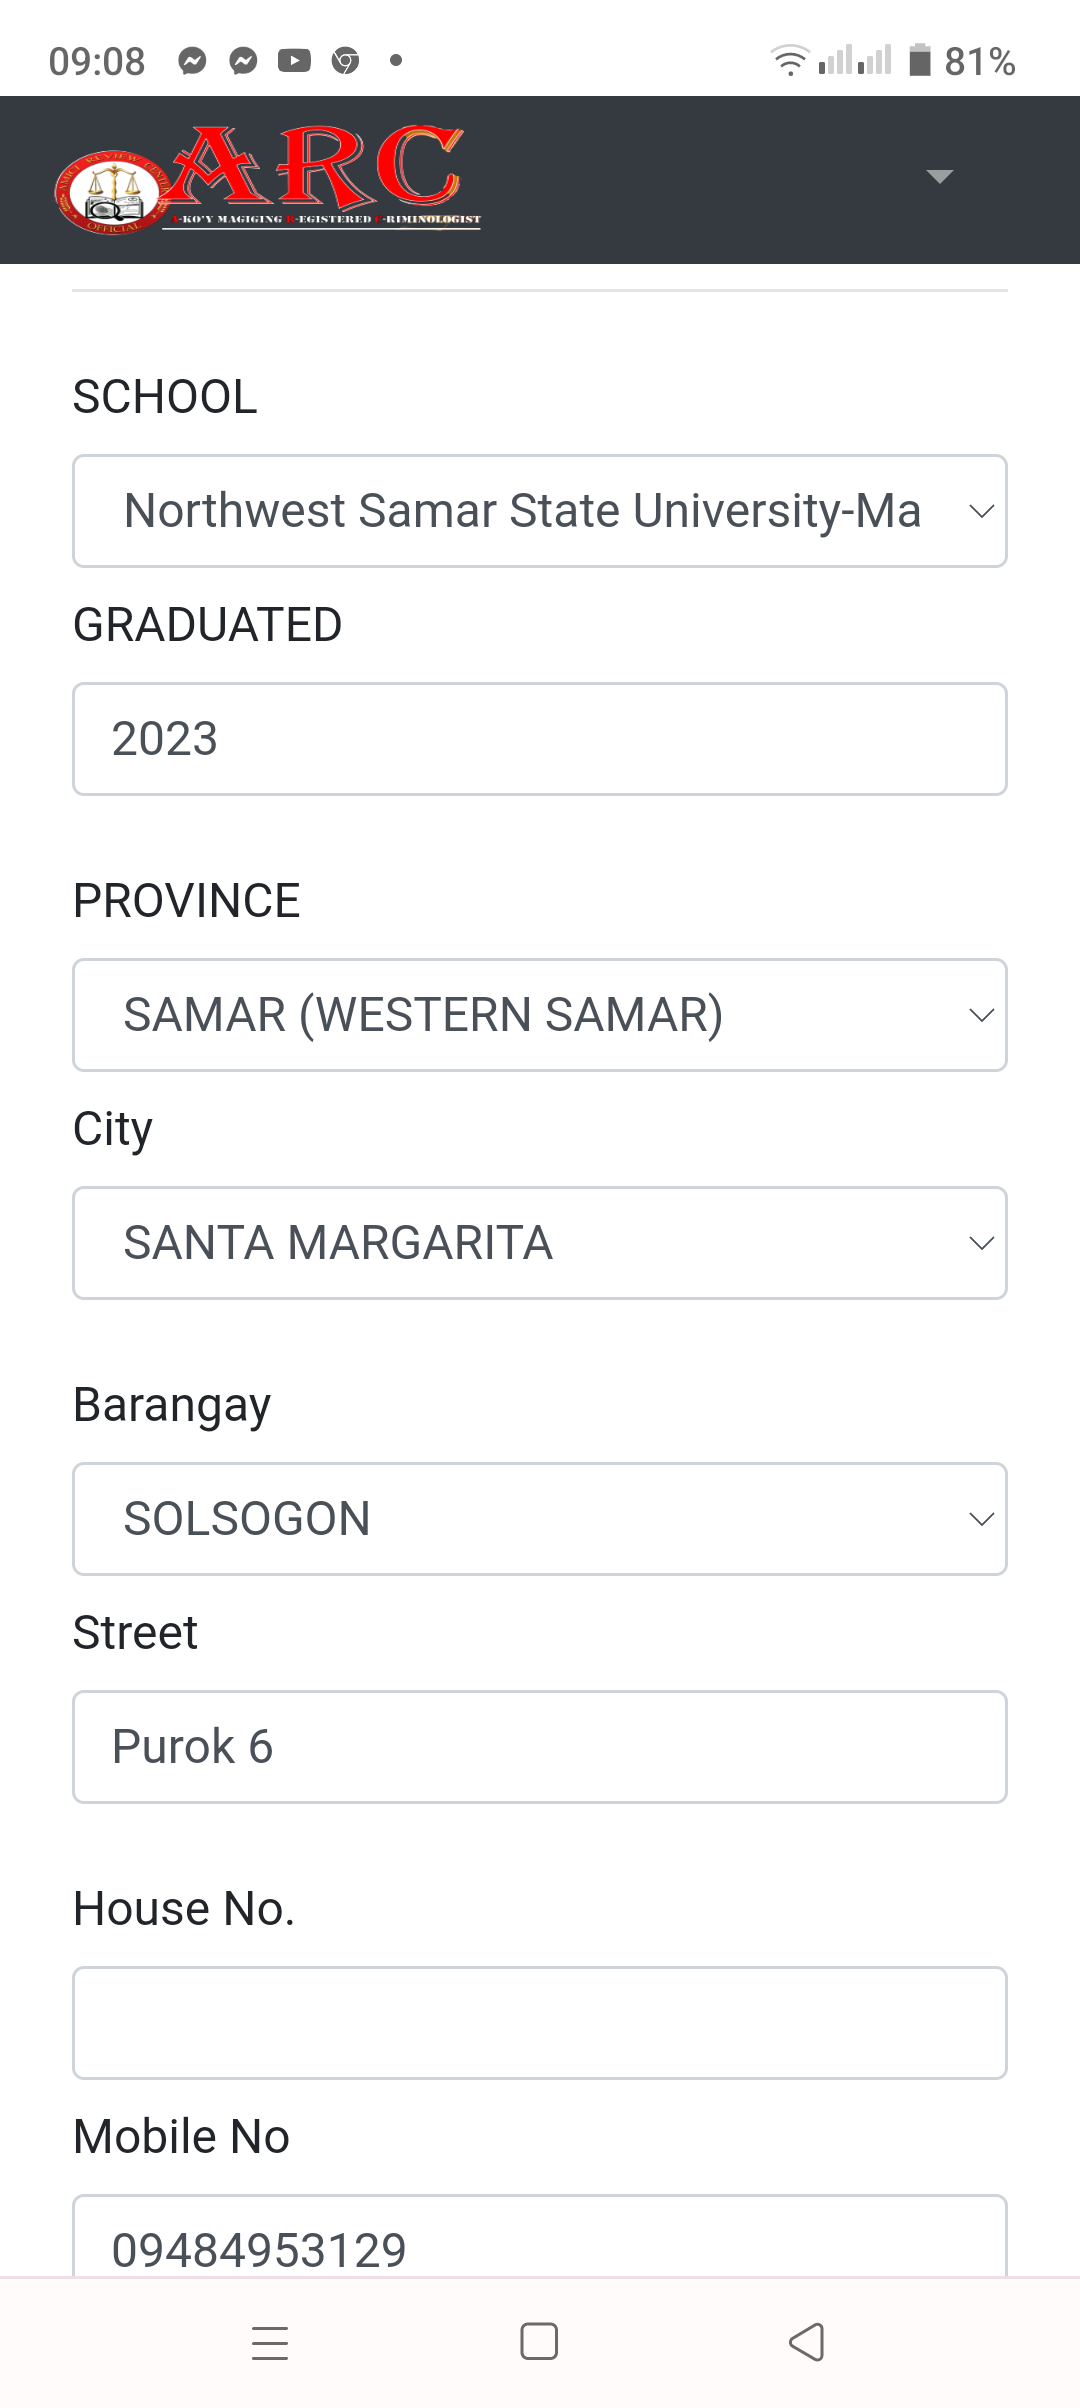 09:08
81%
ARC
AMICI REVIEW CENTER
OFFICIAL
A-KO'Y MAGIGING R-EGISTERED C-RIMINOLOGIST
SCHOOL
Northwest Samar State University-Ma
GRADUATED
2023
PROVINCE
SAMAR (WESTERN SAMAR)
City
SANTA MARGARITA
Barangay
SOLSOGON
Street
Purok 6
House No.
Mobile No
09484953129